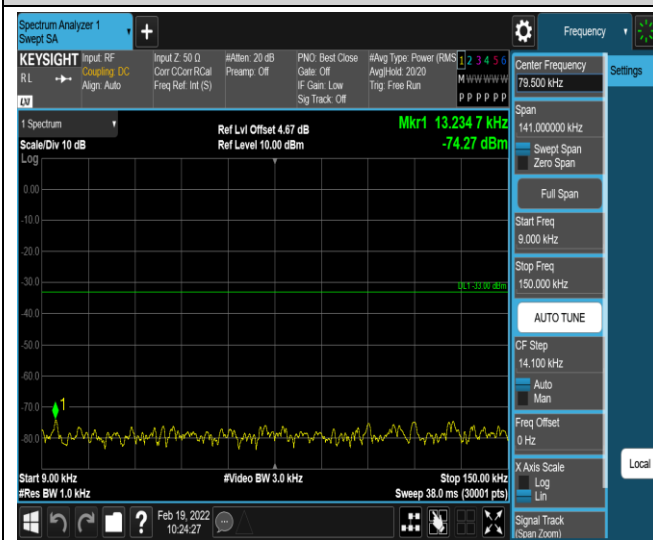 Spectrum Analyzer 1
Swept SA
+
Frequency
KEYSIGHT
RL
LXI
Input: RF
Coupling: DC
Align: Auto
Input Z: 50 Ω
Corr CCorr RCal
Freq Ref: Int (S)
#Atten: 20 dB
Preamp: Off
PNO: Best Close
Gate: Off
IF Gain: Low
Sig Track: Off
#Avg Type: Power (RMS
Avg|Hold: 20/20
Trig: Free Run
1 2 3 4 5 6
M W W W W W
P P P P P P
Center Frequency
79.500 kHz
Settings
Span
141.000000 kHz
Swept Span
Zero Span
Full Span
Start Freq
9.000 kHz
Stop Freq
150.000 kHz
AUTO TUNE
CF Step
14.100 kHz
Auto
Man
Freq Offset
0 Hz
X Axis Scale
Log
Lin
Local
Signal Track
(Span Zoom)
1 Spectrum
Scale/Div 10 dB
Log
Ref Lvl Offset 4.67 dB
Ref Level 10.00 dBm
Mkr1 13.234 7 kHz
-74.27 dBm
0.00
-10.0
-20.0
-30.0
DL1 -33.00 dBm
-40.0
-50.0
-60.0
-70.0
1
-80.0
Start 9.00 kHz
#Res BW 1.0 kHz
#Video BW 3.0 kHz
Stop 150.00 kHz
Sweep 38.0 ms (30001 pts)
?
Feb 19, 2022
10:24:27